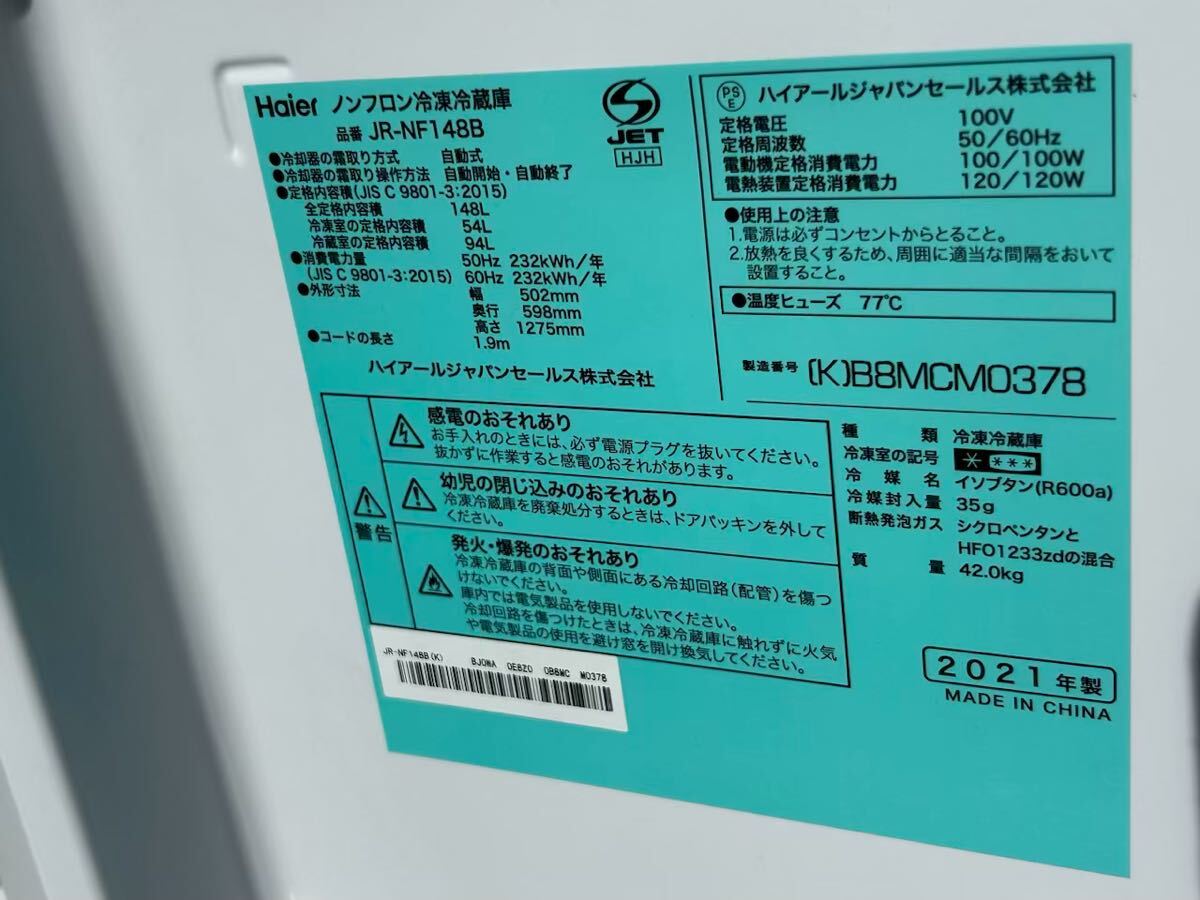 Haier ノンフロン冷凍冷蔵庫
品番 JR-NF148B
JET
HJH
●冷却器の霜取り方式 自動式
●冷却器の霜取り操作方法 自動開始・自動終了
●定格内容積(JIS C 9801-3:2015)
全定格内容積 148L
冷凍室の定格内容積 54L
冷蔵室の定格内容積 94L
●消費電力量 50Hz 232kWh/年
(JIS C 9801-3:2015) 60Hz 232kWh/年
●外形寸法 幅 502mm
奥行 598mm
高さ 1275mm
●コードの長さ 1.9m
ハイアールジャパンセールス株式会社
PS E ハイアールジャパンセールス株式会社
定格電圧 100V
定格周波数 50/60Hz
電動機定格消費電力 100/100W
電熱装置定格消費電力 120/120W
●使用上の注意
1.電源は必ずコンセントからとること。
2.放熱を良くするため、周囲に適当な間隔をおいて
設置すること。
●温度ヒューズ 77℃
製造番号 (K)B8MCM0378
警告
感電のおそれあり
お手入れのときには、必ず電源プラグを抜いてください。
抜かずに作業すると感電のおそれがあります。
幼児の閉じ込みのおそれあり
冷凍冷蔵庫を廃棄処分するときは、ドアパッキンを外して
ください。
発火・爆発のおそれあり
冷凍冷蔵庫の背面や側面にある冷却回路(配管)を傷つ
けないでください。
庫内では電気製品を使用しないでください。
冷却回路を傷つけたときは、冷凍冷蔵庫に触れずに火気
や電気製品の使用を避け窓を開け換気してください。
種類 冷凍冷蔵庫
冷凍室の記号 * ***
冷媒名 イソブタン(R600a)
冷媒封入量 35g
断熱発泡ガス シクロペンタンと
HFO1233zdの混合
質量 42.0kg
JR-NF148B(K) BJ0WA 0E8Z0 0B8MC M0378
2021年製
MADE IN CHINA